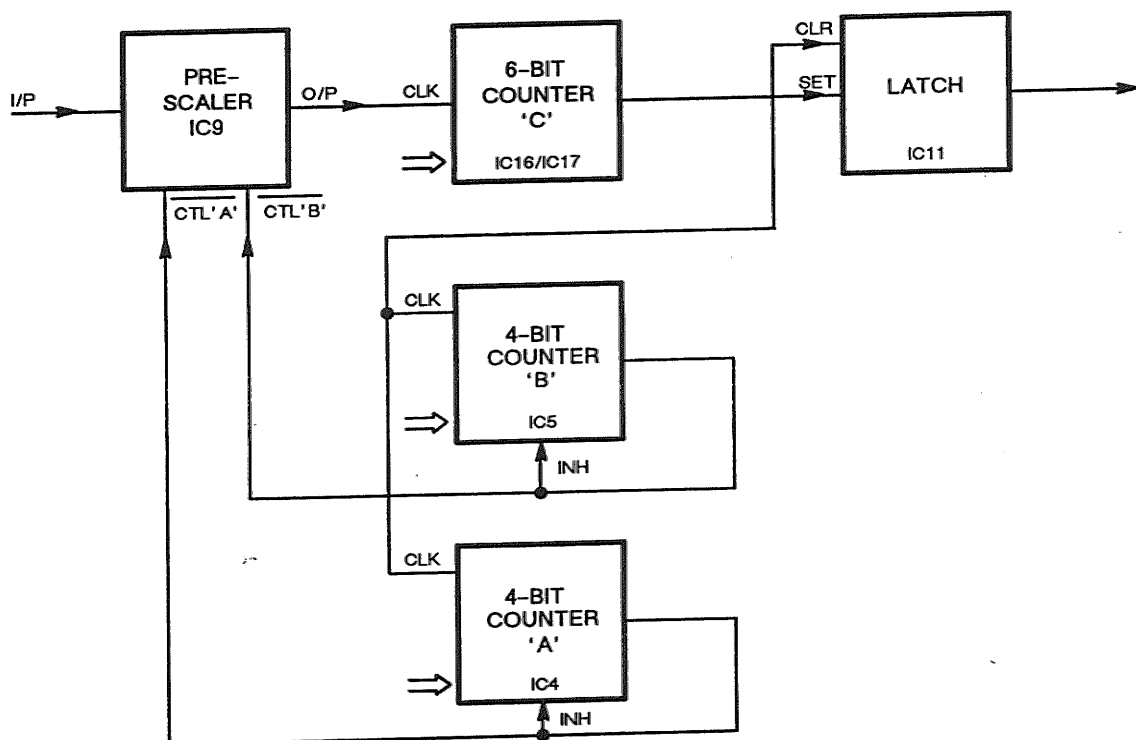 I/P
PRE-
SCALER
IC9
O/P
CLK
6-BIT
COUNTER
'C'
IC16/IC17
CLR
SET
LATCH
IC11
CTL'A'
CTL'B'
CLK
4-BIT
COUNTER
'B'
IC5
INH
CLK
4-BIT
COUNTER
'A'
IC4
INH